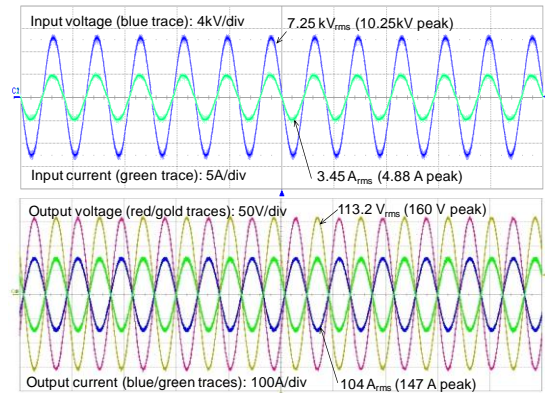 Input voltage (blue trace): 4kV/div
7.25 kVrms (10.25kV peak)
C1
Input current (green trace): 5A/div
3.45 Arms (4.88 A peak)
Output voltage (red/gold traces): 50V/div
113.2 Vrms (160 V peak)
Output current (blue/green traces): 100A/div
104 Arms (147 A peak)